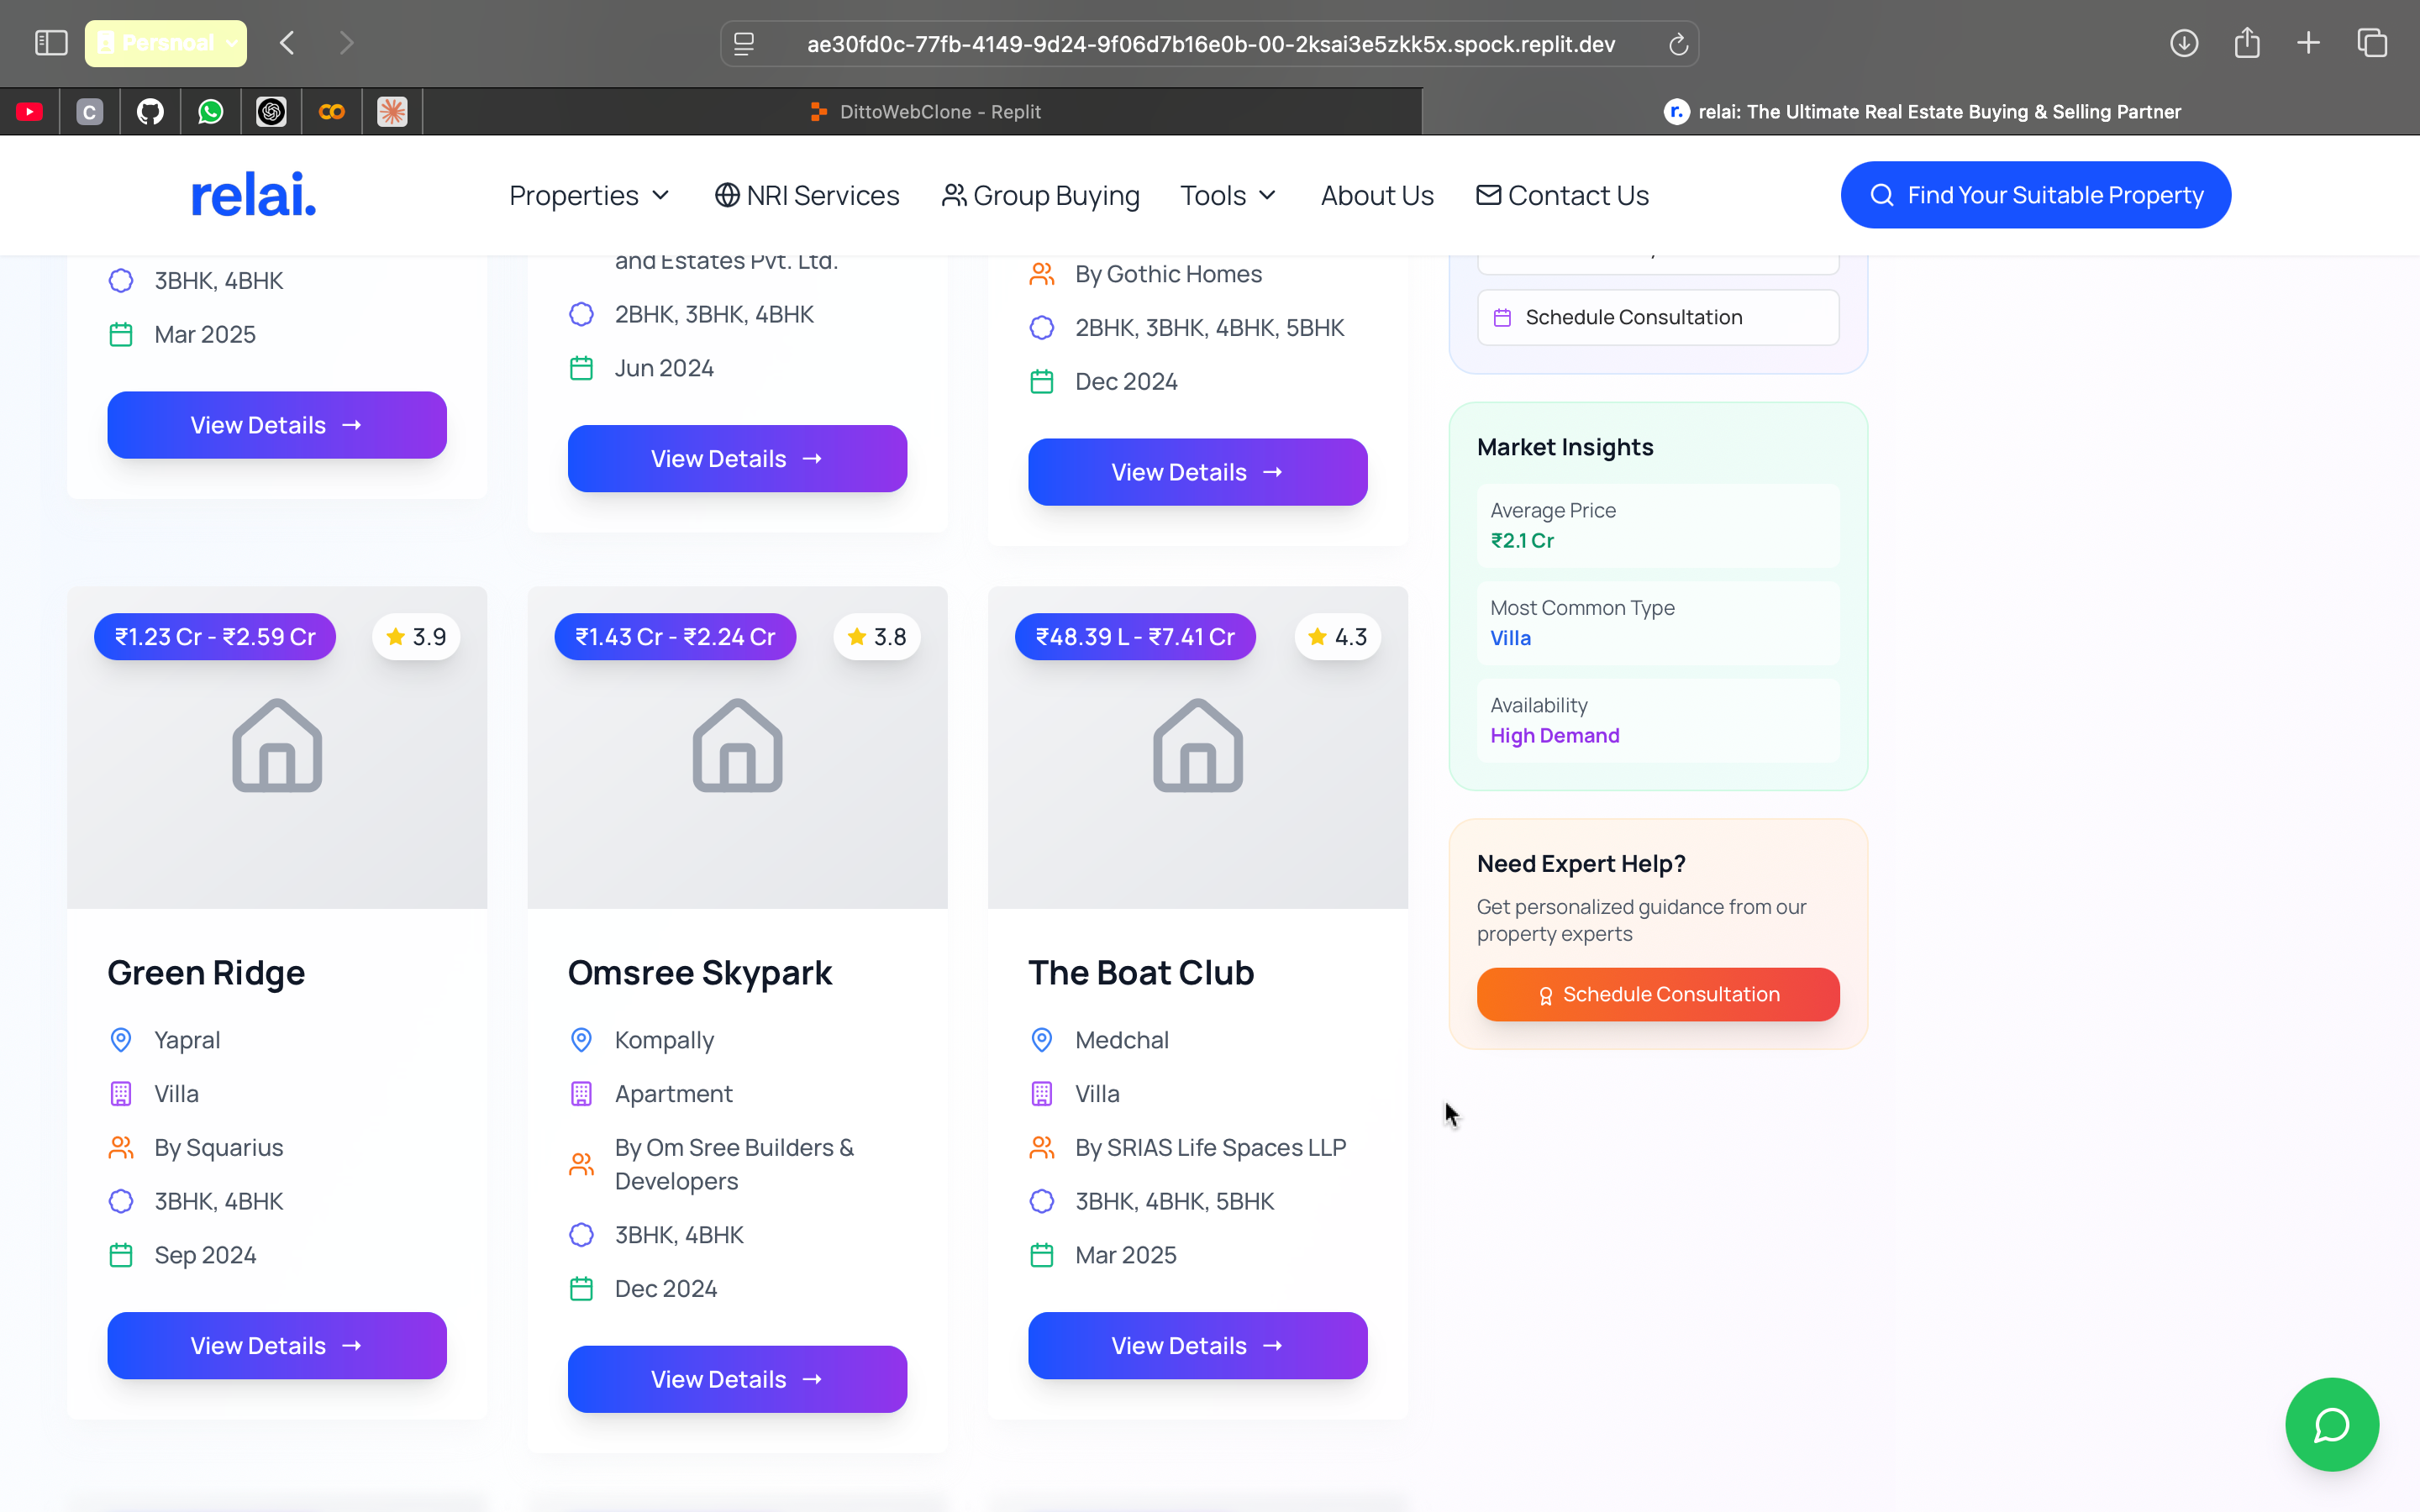 Persnoal
ae30fd0c-77fb-4149-9d24-9f06d7b16e0b-00-2ksai3e5zkk5x.spock.replit.dev
C
DittoWebClone - Replit
r.
relai: The Ultimate Real Estate Buying & Selling Partner
relai.
Properties
NRI Services
Group Buying
Tools
About Us
Contact Us
Find Your Suitable Property
3BHK, 4BHK
Mar 2025
View Details →
and Estates Pvt. Ltd.
2BHK, 3BHK, 4BHK
Jun 2024
View Details →
By Gothic Homes
2BHK, 3BHK, 4BHK, 5BHK
Dec 2024
View Details →
Schedule Consultation
Market Insights
Average Price
₹2.1 Cr
Most Common Type
Villa
Availability
High Demand
Need Expert Help?
Get personalized guidance from our
property experts
Schedule Consultation
₹1.23 Cr - ₹2.59 Cr
3.9
Green Ridge
Yapral
Villa
By Squarius
3BHK, 4BHK
Sep 2024
View Details →
₹1.43 Cr - ₹2.24 Cr
3.8
Omsree Skypark
Kompally
Apartment
By Om Sree Builders &
Developers
3BHK, 4BHK
Dec 2024
View Details →
₹48.39 L - ₹7.41 Cr
4.3
The Boat Club
Medchal
Villa
By SRIAS Life Spaces LLP
3BHK, 4BHK, 5BHK
Mar 2025
View Details →